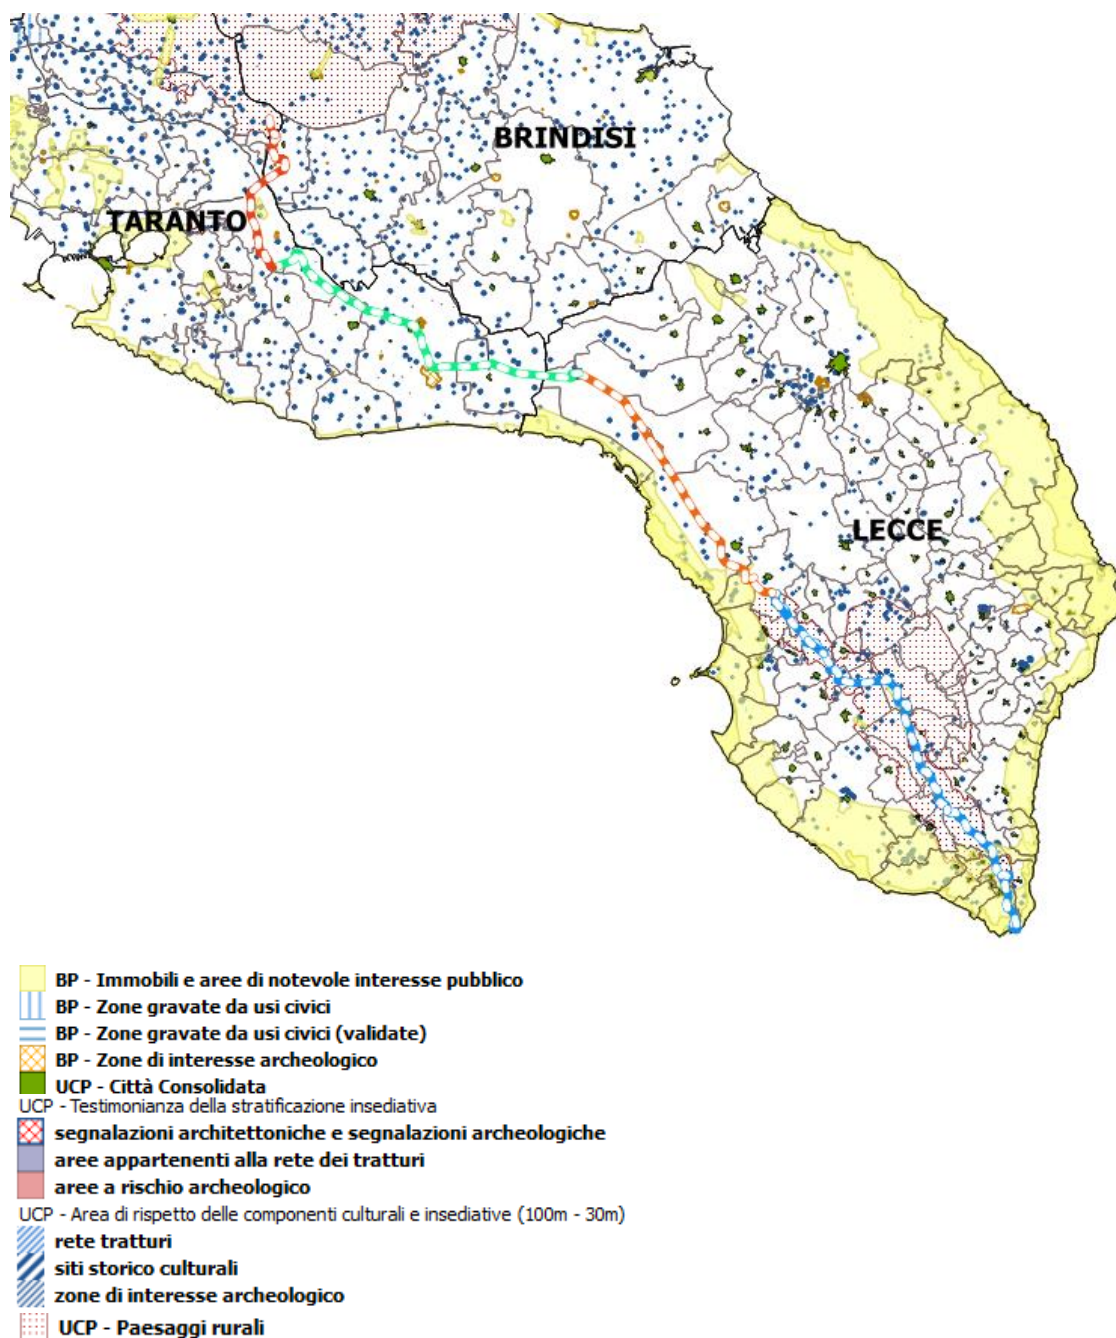 BRINDISI
TARANTO
LECCE
BP - Immobili e aree di notevole interesse pubblico
BP - Zone gravate da usi civici
BP - Zone gravate da usi civici (validate)
BP - Zone di interesse archeologico
UCP - Città Consolidata
UCP - Testimonianza della stratificazione insediativa
segnalazioni architettoniche e segnalazioni archeologiche
aree appartenenti alla rete dei tratturi
aree a rischio archeologico
UCP - Area di rispetto delle componenti culturali e insediative (100m - 30m)
rete tratturi
siti storico culturali
zone di interesse archeologico
UCP - Paesaggi rurali